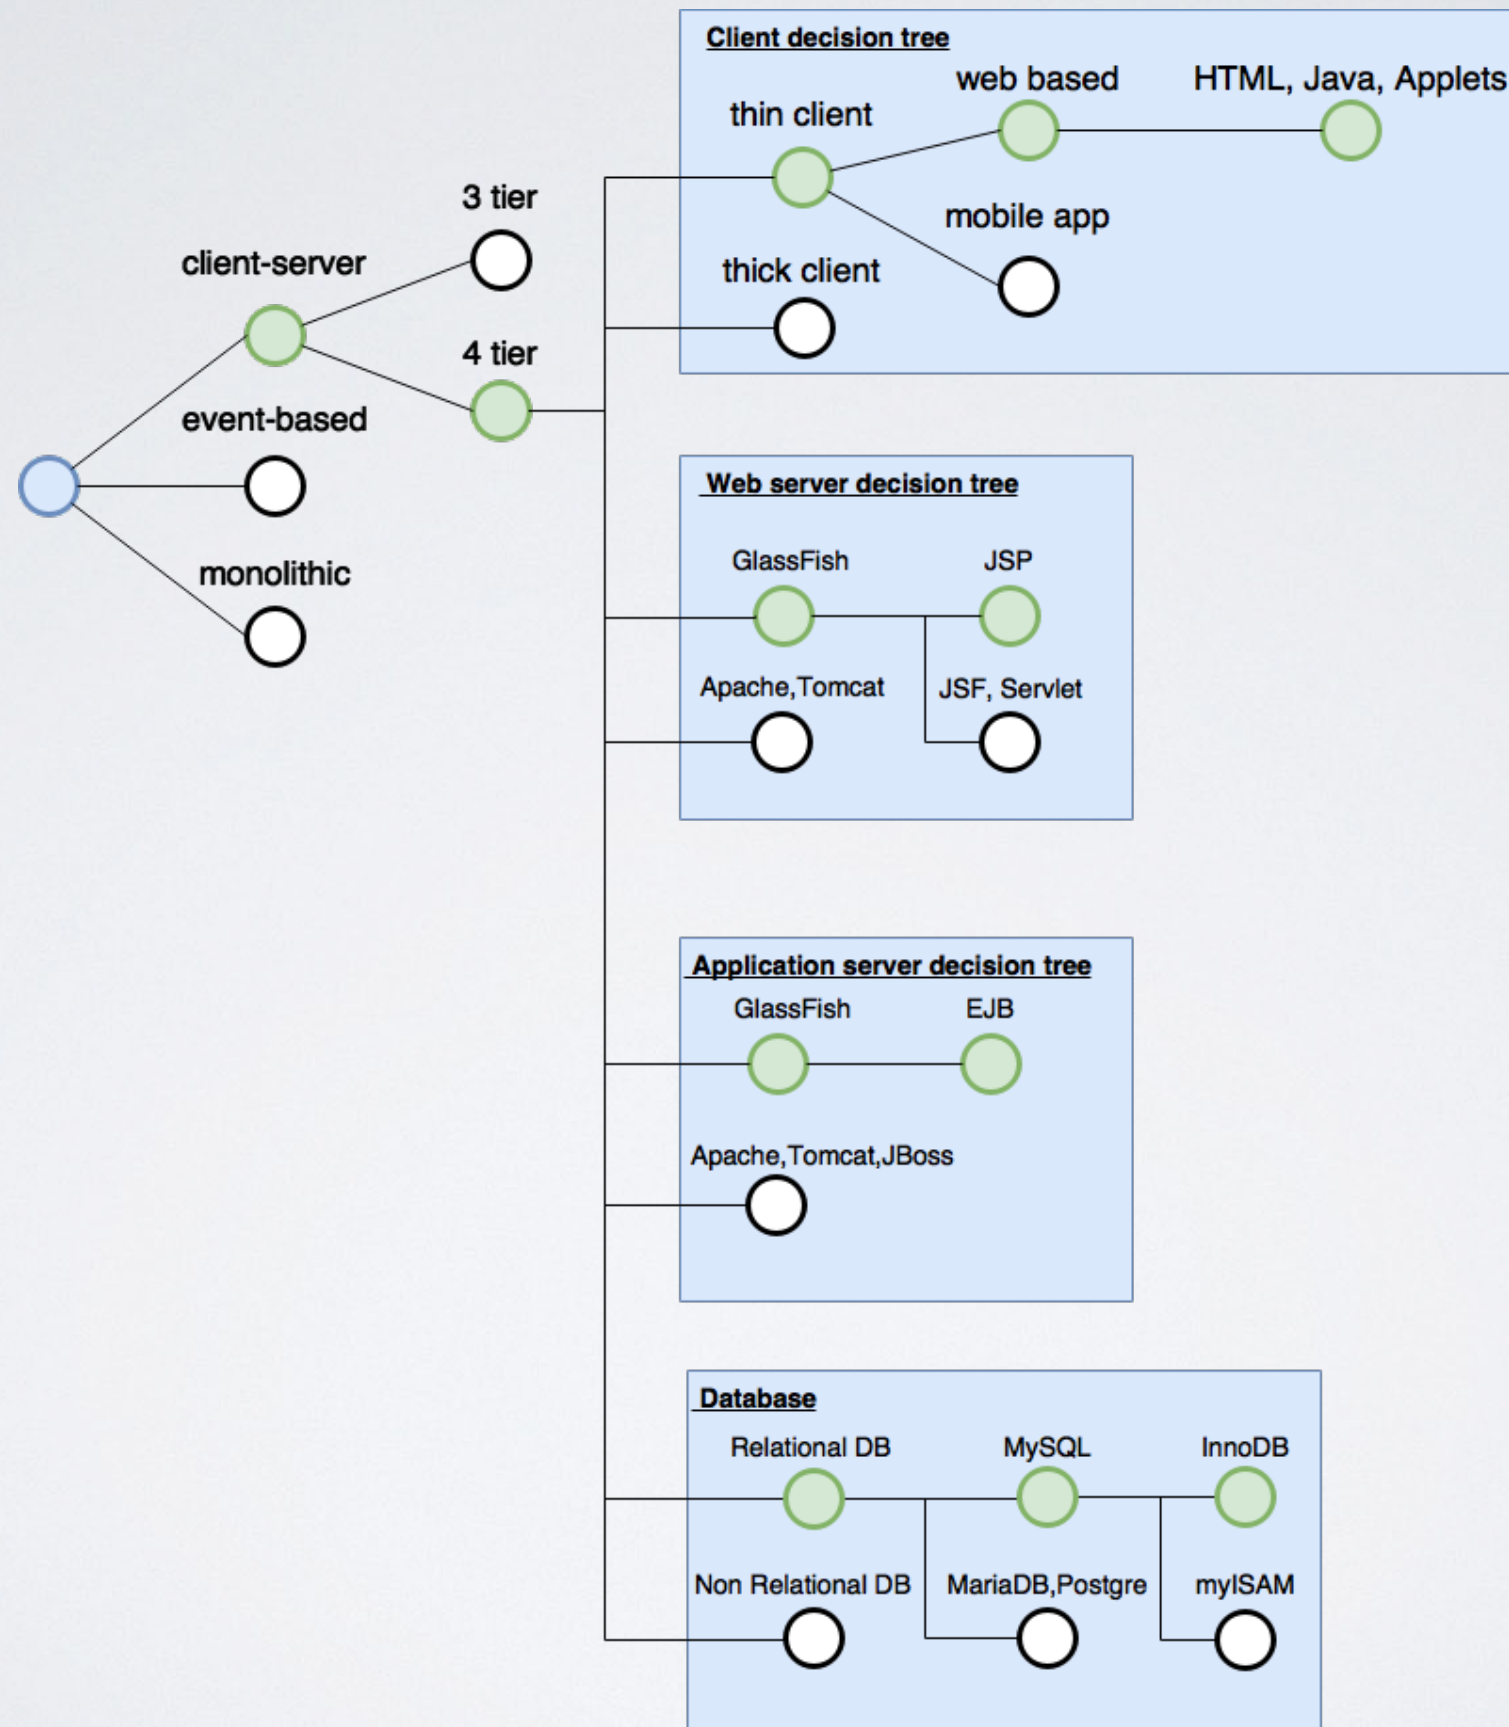 Client decision tree
web based
HTML, Java, Applets
thin client
mobile app
thick client
3 tier
client-server
4 tier
event-based
monolithic
Web server decision tree
GlassFish
JSP
Apache,Tomcat
JSF, Servlet
Application server decision tree
GlassFish
EJB
Apache,Tomcat,JBoss
Database
Relational DB
MySQL
InnoDB
Non Relational DB
MariaDB,Postgre
myISAM